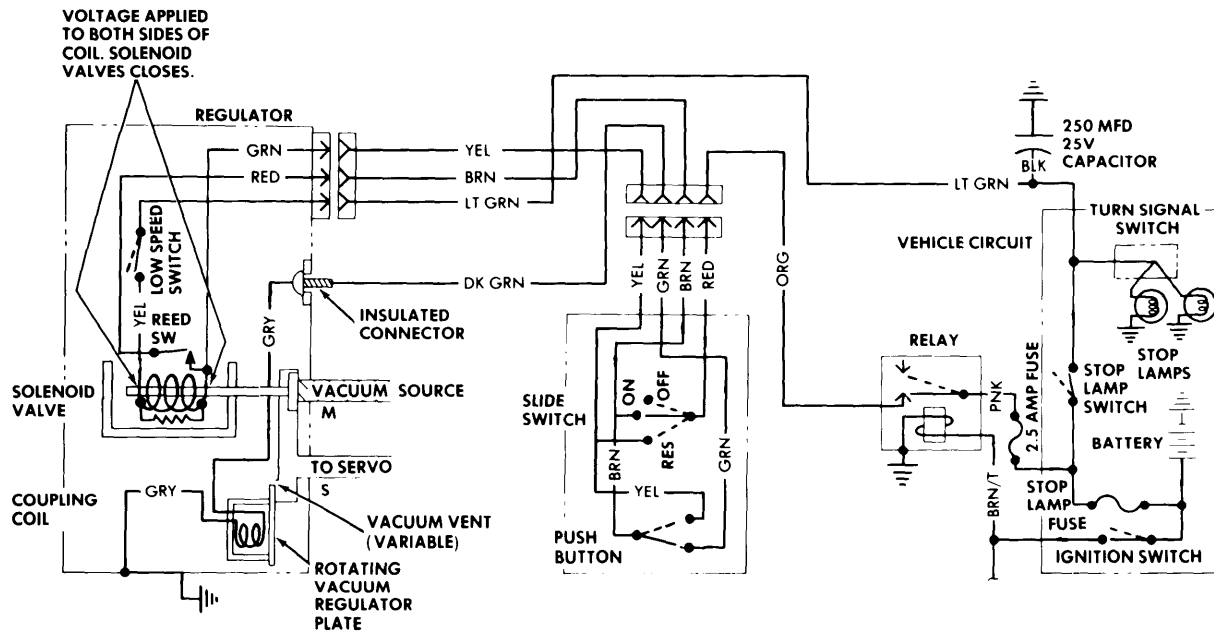 VOLTAGE APPLIED
TO BOTH SIDES OF
COIL. SOLENOID
VALVES CLOSES.
REGULATOR
GRN
RED
YEL
BRN
LT GRN
LT GRN
250 MFD
25V
CAPACITOR
BLK
TURN SIGNAL
SWITCH
VEHICLE CIRCUIT
LOW SPEED
SWITCH
YEL
REED
SW
GRY
DK GRN
INSULATED
CONNECTOR
YEL
GRN
BRN
RED
ORG
RELAY
STOP
LAMPS
STOP
LAMP
SWITCH
SOLENOID
VALVE
VACUUM SOURCE
M
SLIDE
SWITCH
ON
OFF
RES
PNK
2.5 AMP FUSE
BATTERY
TO SERVO
S
BRN
GRN
YEL
BRN/T
STOP
LAMP
FUSE
COUPLING
COIL
GRY
VACUUM VENT
(VARIABLE)
PUSH
BUTTON
IGNITION SWITCH
ROTATING
VACUUM
REGULATOR
PLATE